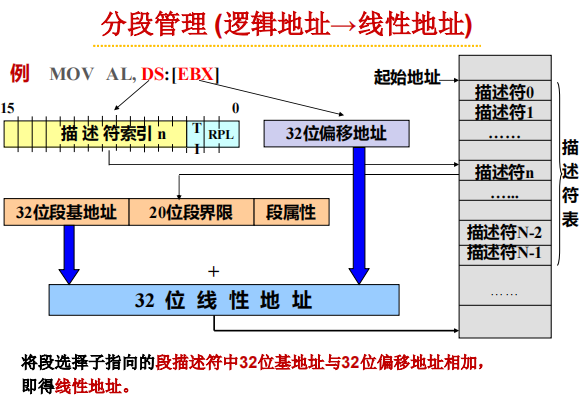 分段管理 (逻辑地址→线性地址)
例 MOV AL, DS:[EBX]
起始地址
15 0
描述符索引 n TI RPL
32位偏移地址
描述符0
描述符1
……
描述符n
…...
描述符N-2
描述符N-1
……
描述符表
32位段基地址 20位段界限 段属性
+
32 位 线 性 地 址
将段选择子指向的段描述符中32位基地址与32位偏移地址相加，
即得线性地址。